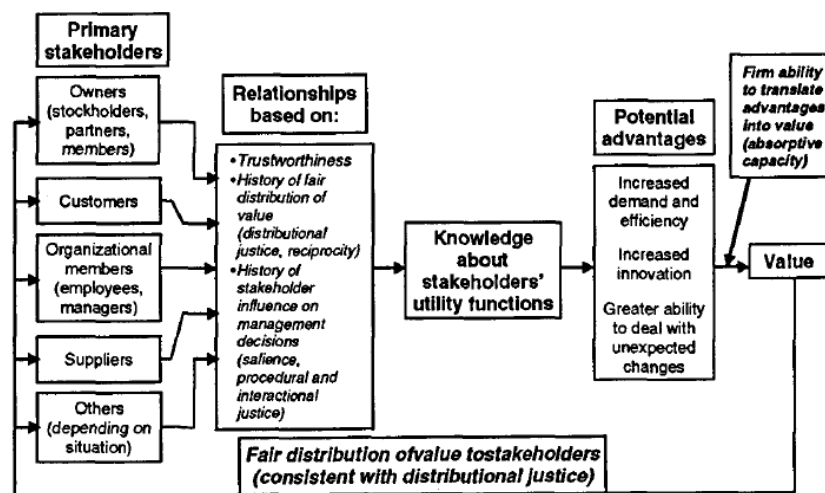 Primary
stakeholders
Owners
(stockholders,
partners,
members)
Customers
Organizational
members
(employees,
managers)
Suppliers
Others
(depending on
situation)
Relationships
based on:
•Trustworthiness
•History of fair
distribution of
value
(distributional
justice, reciprocity)
•History of
stakeholder
influence on
management
decisions
(salience,
procedural and
interactional
justice)
Knowledge
about
stakeholders'
utility functions
Potential
advantages
Increased
demand and
efficiency
Increased
innovation
Greater ability
to deal with
unexpected
changes
Firm ability
to translate
advantages
into value
(absorptive
capacity)
Value
Fair distribution ofvalue tostakeholders
(consistent with distributional justice)